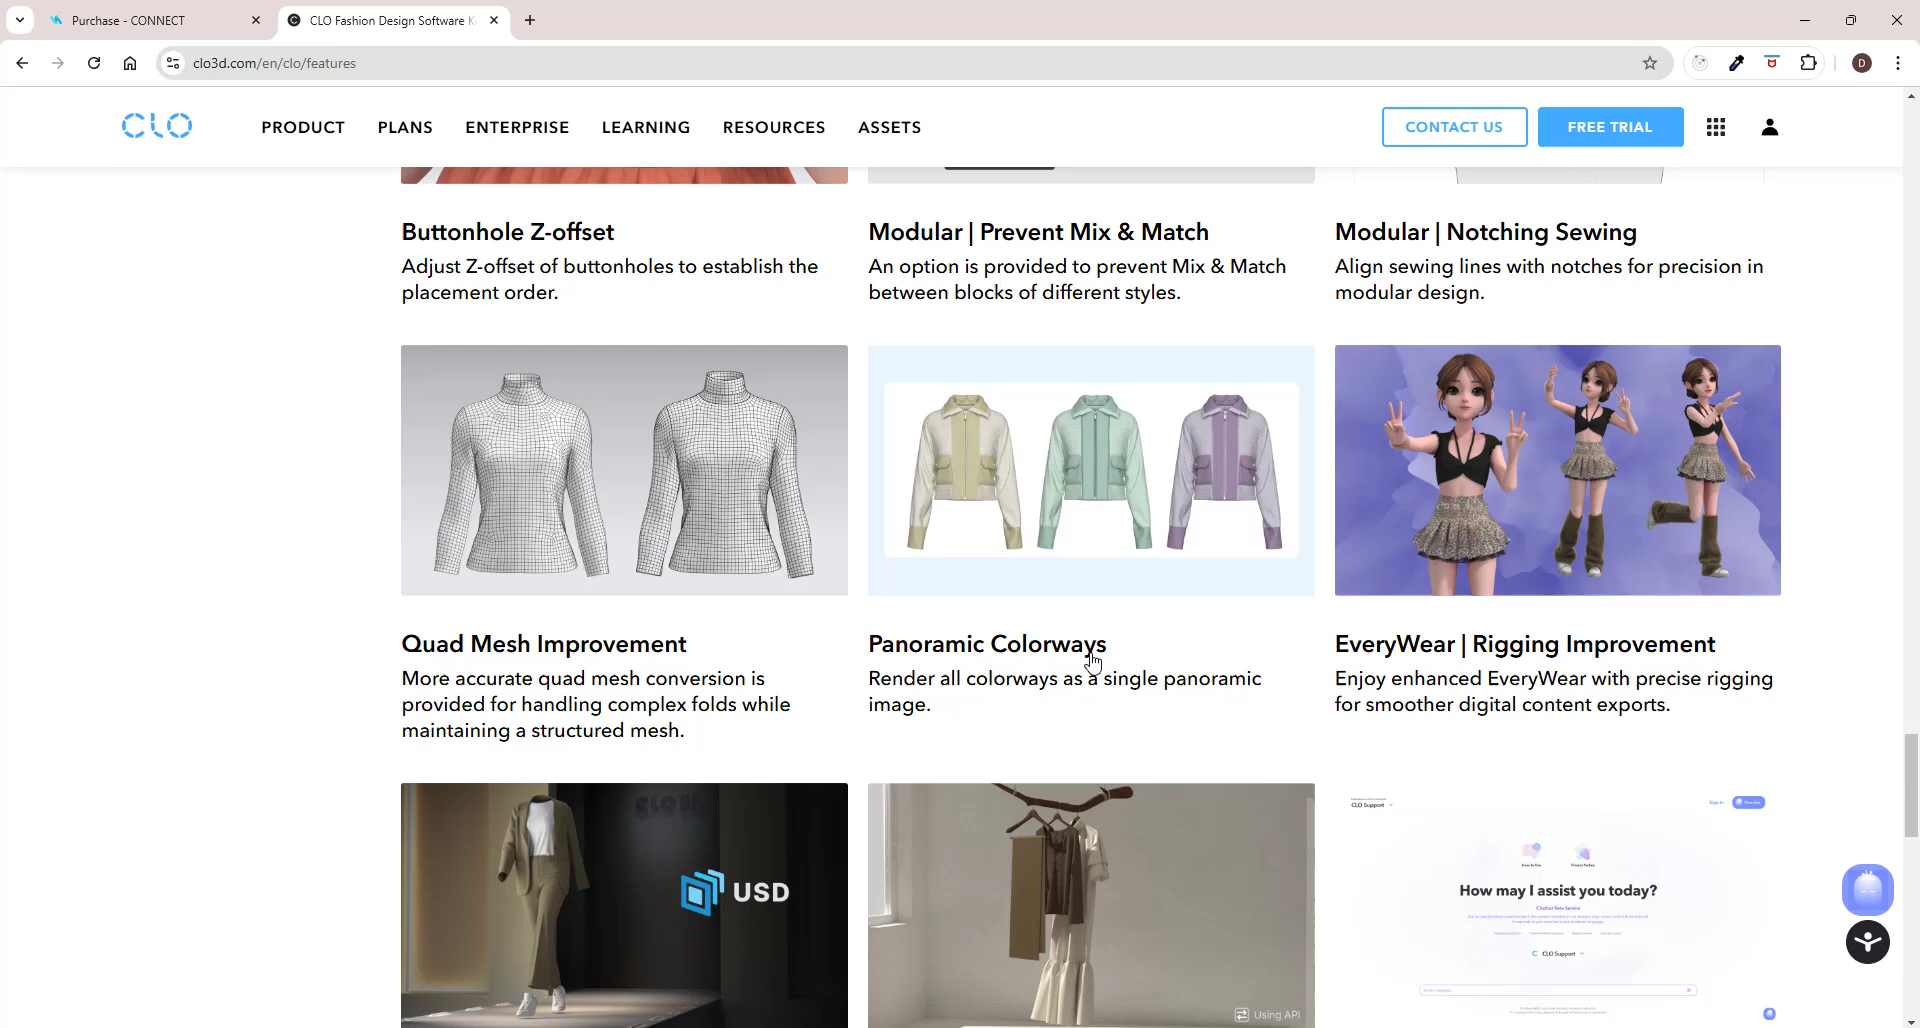 Purchase - CONNECT
CLO Fashion Design Software K
clo3d.com/en/clo/features
D
CLO
PRODUCT
PLANS
ENTERPRISE
LEARNING
RESOURCES
ASSETS
CONTACT US
FREE TRIAL
Buttonhole Z-offset
Adjust Z-offset of buttonholes to establish the
placement order.
Modular | Prevent Mix & Match
An option is provided to prevent Mix & Match
between blocks of different styles.
Modular | Notching Sewing
Align sewing lines with notches for precision in
modular design.
Quad Mesh Improvement
More accurate quad mesh conversion is
provided for handling complex folds while
maintaining a structured mesh.
Panoramic Colorways
Render all colorways as a single panoramic
image.
EveryWear | Rigging Improvement
Enjoy enhanced EveryWear with precise rigging
for smoother digital content exports.
USD
Using API
CLO Support
Sign In
How may I assist you today?
Chatbot Beta Service
CLO Support